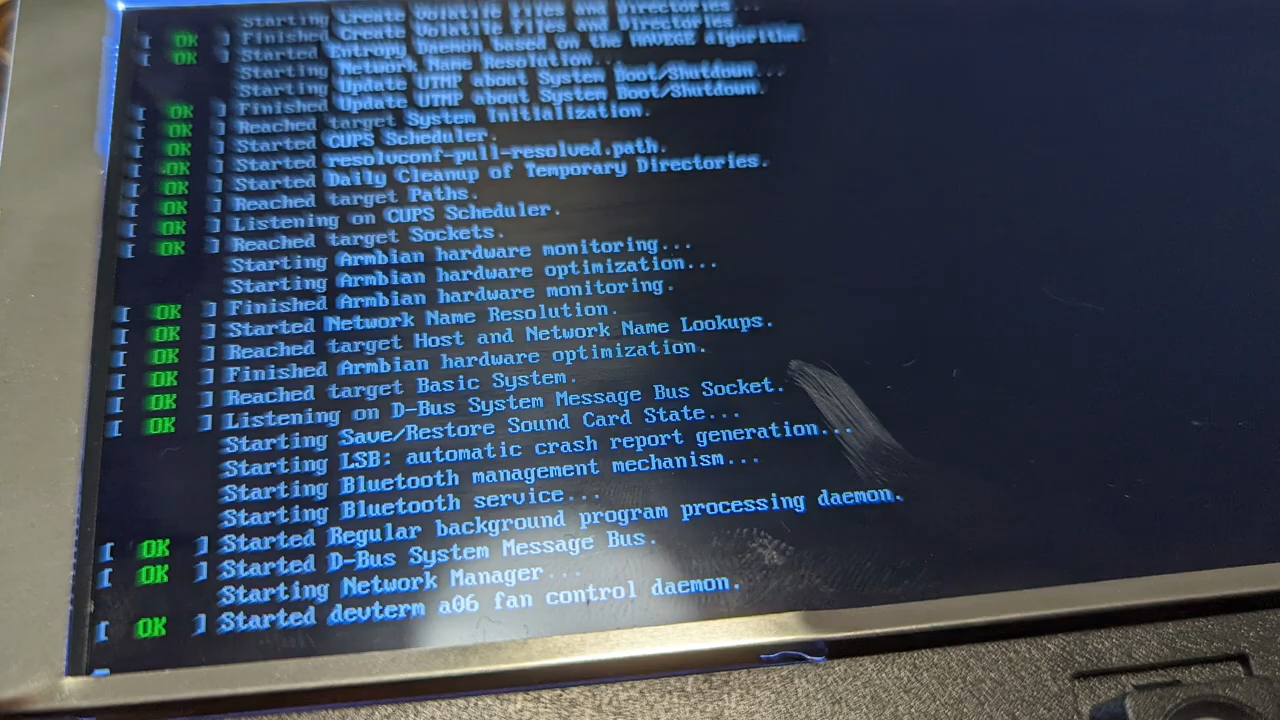 Starting Create Volatile Files and Directories...
[ OK ] Finished Create Volatile Files and Directories.
[ OK ] Started Entropy Daemon based on the HAVEGE algorithm.
Starting Network Name Resolution...
Starting Update UTMP about System Boot/Shutdown...
[ OK ] Finished Update UTMP about System Boot/Shutdown.
[ OK ] Reached target System Initialization.
[ OK ] Started CUPS Scheduler.
[ OK ] Started resolvconf-pull-resolved.path.
[ OK ] Started Daily Cleanup of Temporary Directories.
[ OK ] Reached target Paths.
[ OK ] Listening on CUPS Scheduler.
[ OK ] Reached target Sockets.
Starting Armbian hardware monitoring...
Starting Armbian hardware optimization...
[ OK ] Finished Armbian hardware monitoring.
[ OK ] Started Network Name Resolution.
[ OK ] Reached target Host and Network Name Lookups.
[ OK ] Finished Armbian hardware optimization.
[ OK ] Reached target Basic System.
[ OK ] Listening on D-Bus System Message Bus Socket.
Starting Save/Restore Sound Card State...
Starting LSB: automatic crash report generation...
Starting Bluetooth management mechanism...
Starting Bluetooth service...
[ OK ] Started Regular background program processing daemon.
[ OK ] Started D-Bus System Message Bus.
Starting Network Manager...
[ OK ] Started devterm a06 fan control daemon.